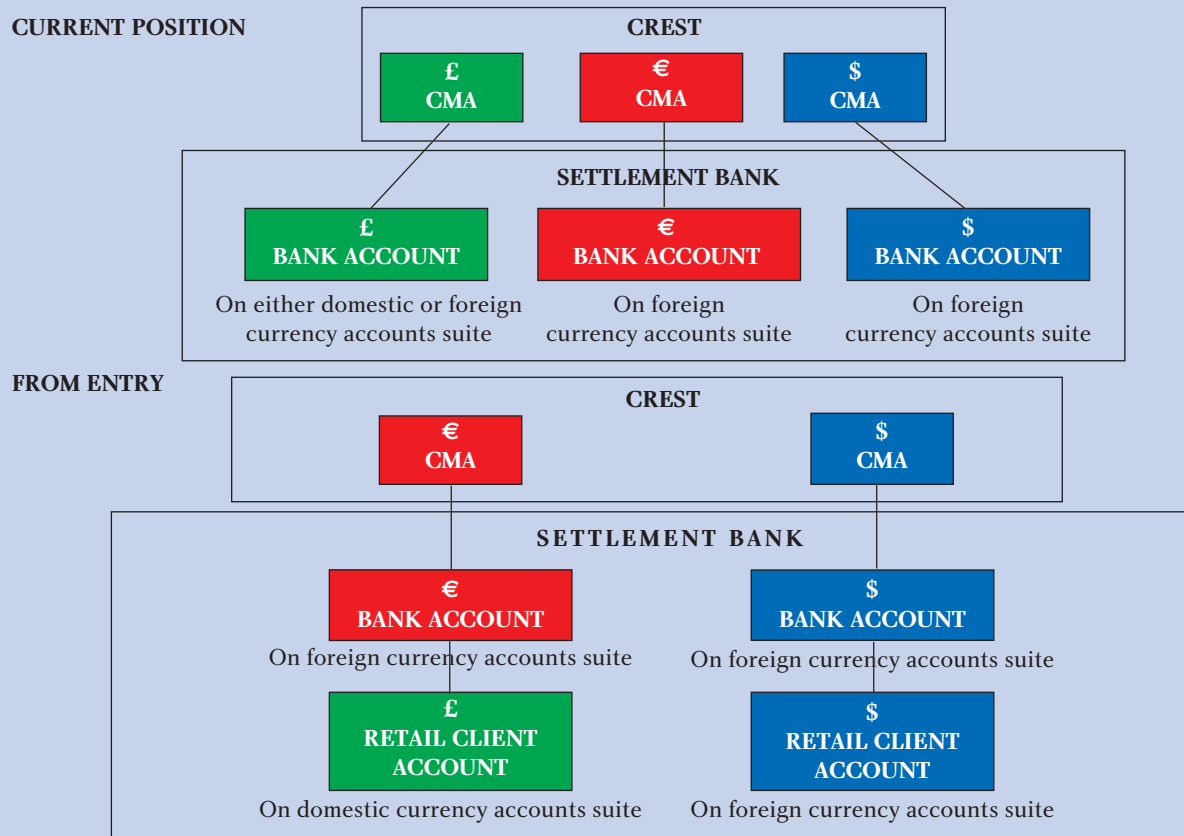 CURRENT POSITION
CREST
£
CMA
€
CMA
$
CMA
SETTLEMENT BANK
£
BANK ACCOUNT
€
BANK ACCOUNT
$
BANK ACCOUNT
On either domestic or foreign
currency accounts suite
On foreign
currency accounts suite
On foreign
currency accounts suite
FROM ENTRY
CREST
€
CMA
$
CMA
SETTLEMENT BANK
€
BANK ACCOUNT
$
BANK ACCOUNT
On foreign currency accounts suite
On foreign currency accounts suite
£
RETAIL CLIENT
ACCOUNT
$
RETAIL CLIENT
ACCOUNT
On domestic currency accounts suite
On foreign currency accounts suite